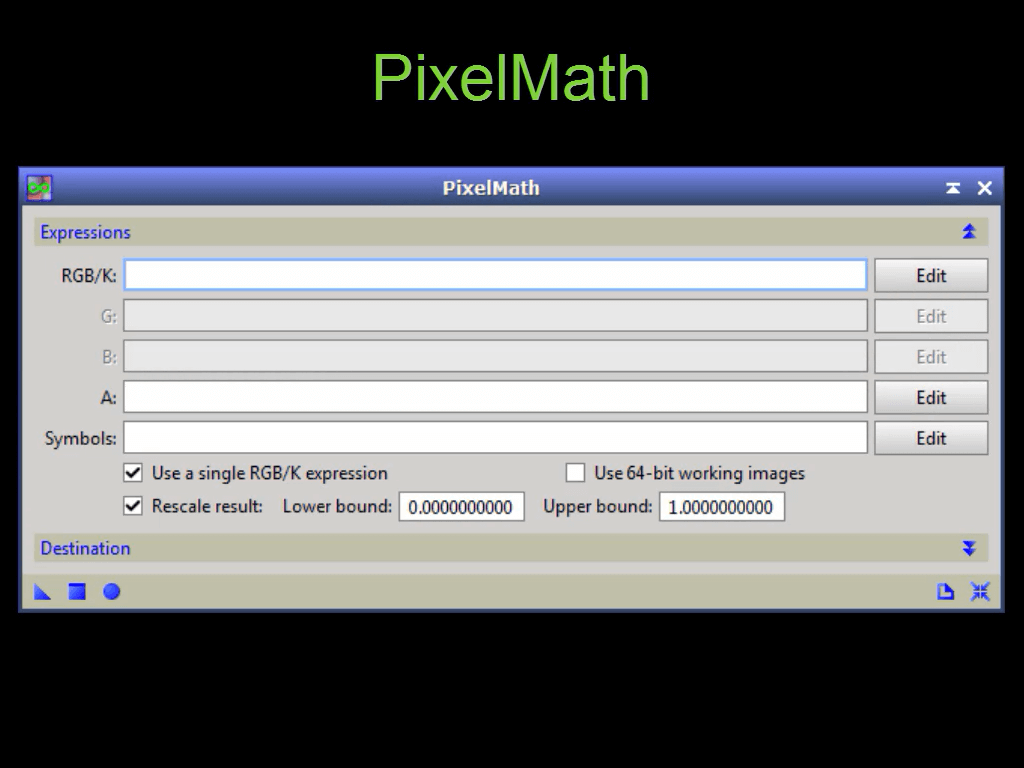 PixelMath
PixelMath
Expressions
RGB/K: Edit
G: Edit
B: Edit
A: Edit
Symbols: Edit
Use a single RGB/K expression Use 64-bit working images
Rescale result: Lower bound: 0.0000000000 Upper bound: 1.0000000000
Destination